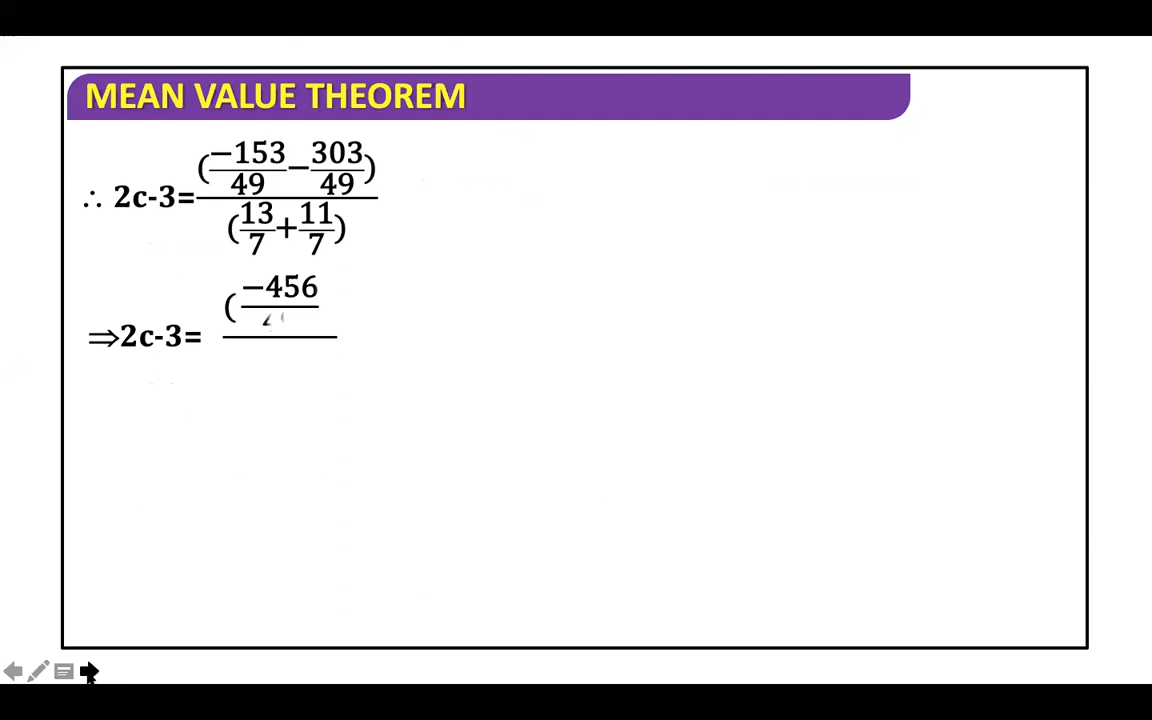 MEAN VALUE THEOREM
∴ 2c-3=(−153/49−303/49)/(13/7+11/7)
⇒2c-3= (−456